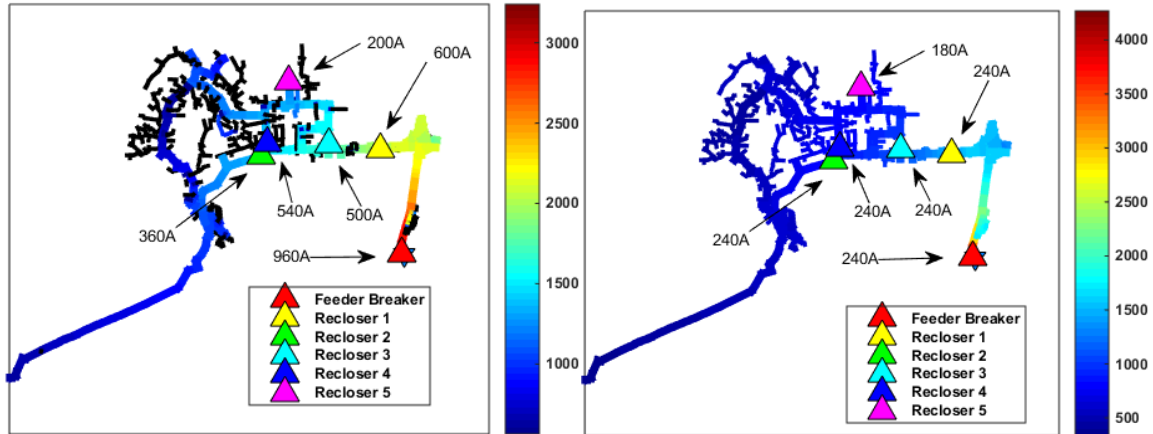 200A
600A
3000
2500
2000
1500
1000
540A
500A
360A
960A
Feeder Breaker
Recloser 1
Recloser 2
Recloser 3
Recloser 4
Recloser 5
180A
240A
4000
3500
3000
2500
2000
1500
1000
500
240A
240A
240A
240A
Feeder Breaker
Recloser 1
Recloser 2
Recloser 3
Recloser 4
Recloser 5